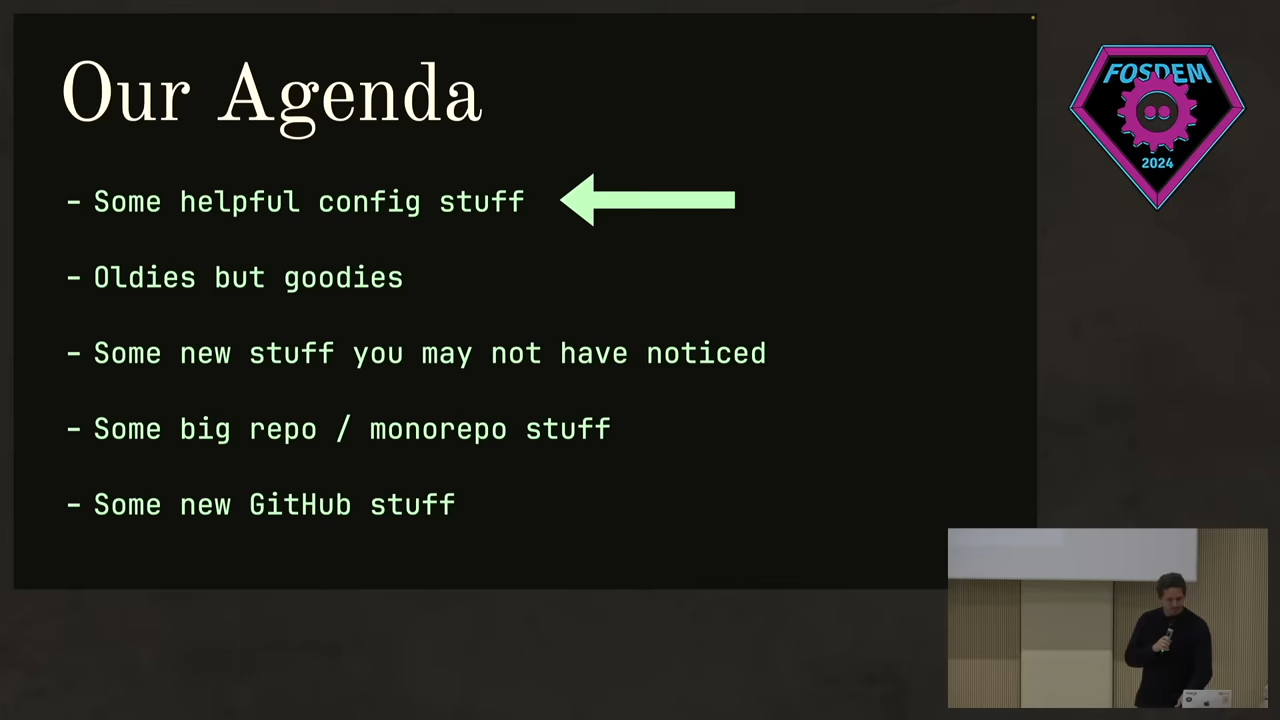 Our Agenda
- Some helpful config stuff
- Oldies but goodies
- Some new stuff you may not have noticed
- Some big repo / monorepo stuff
- Some new GitHub stuff
FOSDEM
2024